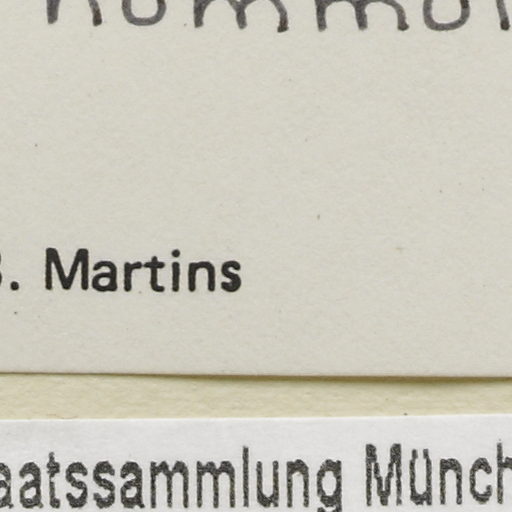 . Martins
aatssammlung Münch